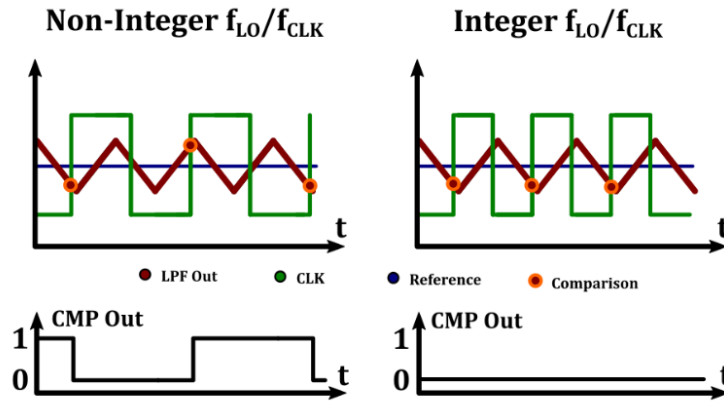 Non-Integer fLO/fCLK
Integer fLO/fCLK
t
t
LPF Out
CLK
Reference
Comparison
CMP Out
1
0
t
CMP Out
1
0
t